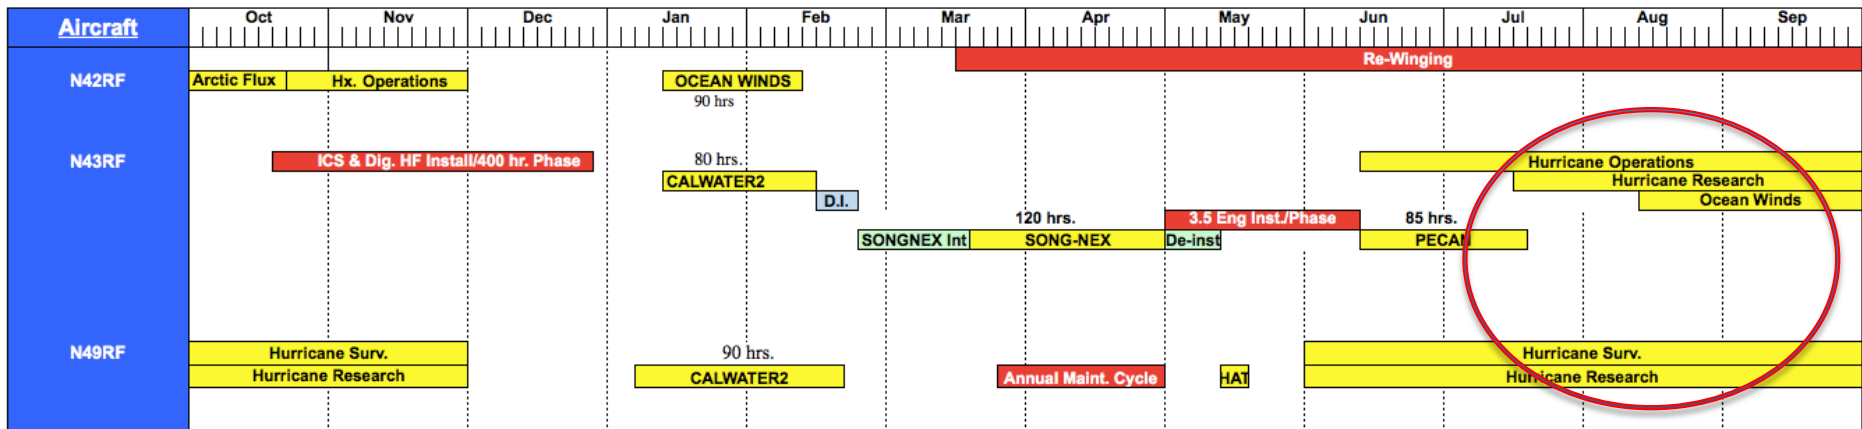 Aircraft Oct Nov Dec Jan Feb Mar Apr May Jun Jul Aug Sep
Re-Winging
N42RF Arctic Flux Hx. Operations OCEAN WINDS
90 hrs
N43RF ICS & Dig. HF Install/400 hr. Phase 80 hrs. Hurricane Operations
CALWATER2 Hurricane Research
D.I. Ocean Winds
120 hrs. 3.5 Eng Inst./Phase 85 hrs.
SONGNEX Int SONG-NEX De-inst PECAN
N49RF Hurricane Surv. 90 hrs. Hurricane Surv.
Hurricane Research CALWATER2 Annual Maint. Cycle HAT Hurricane Research